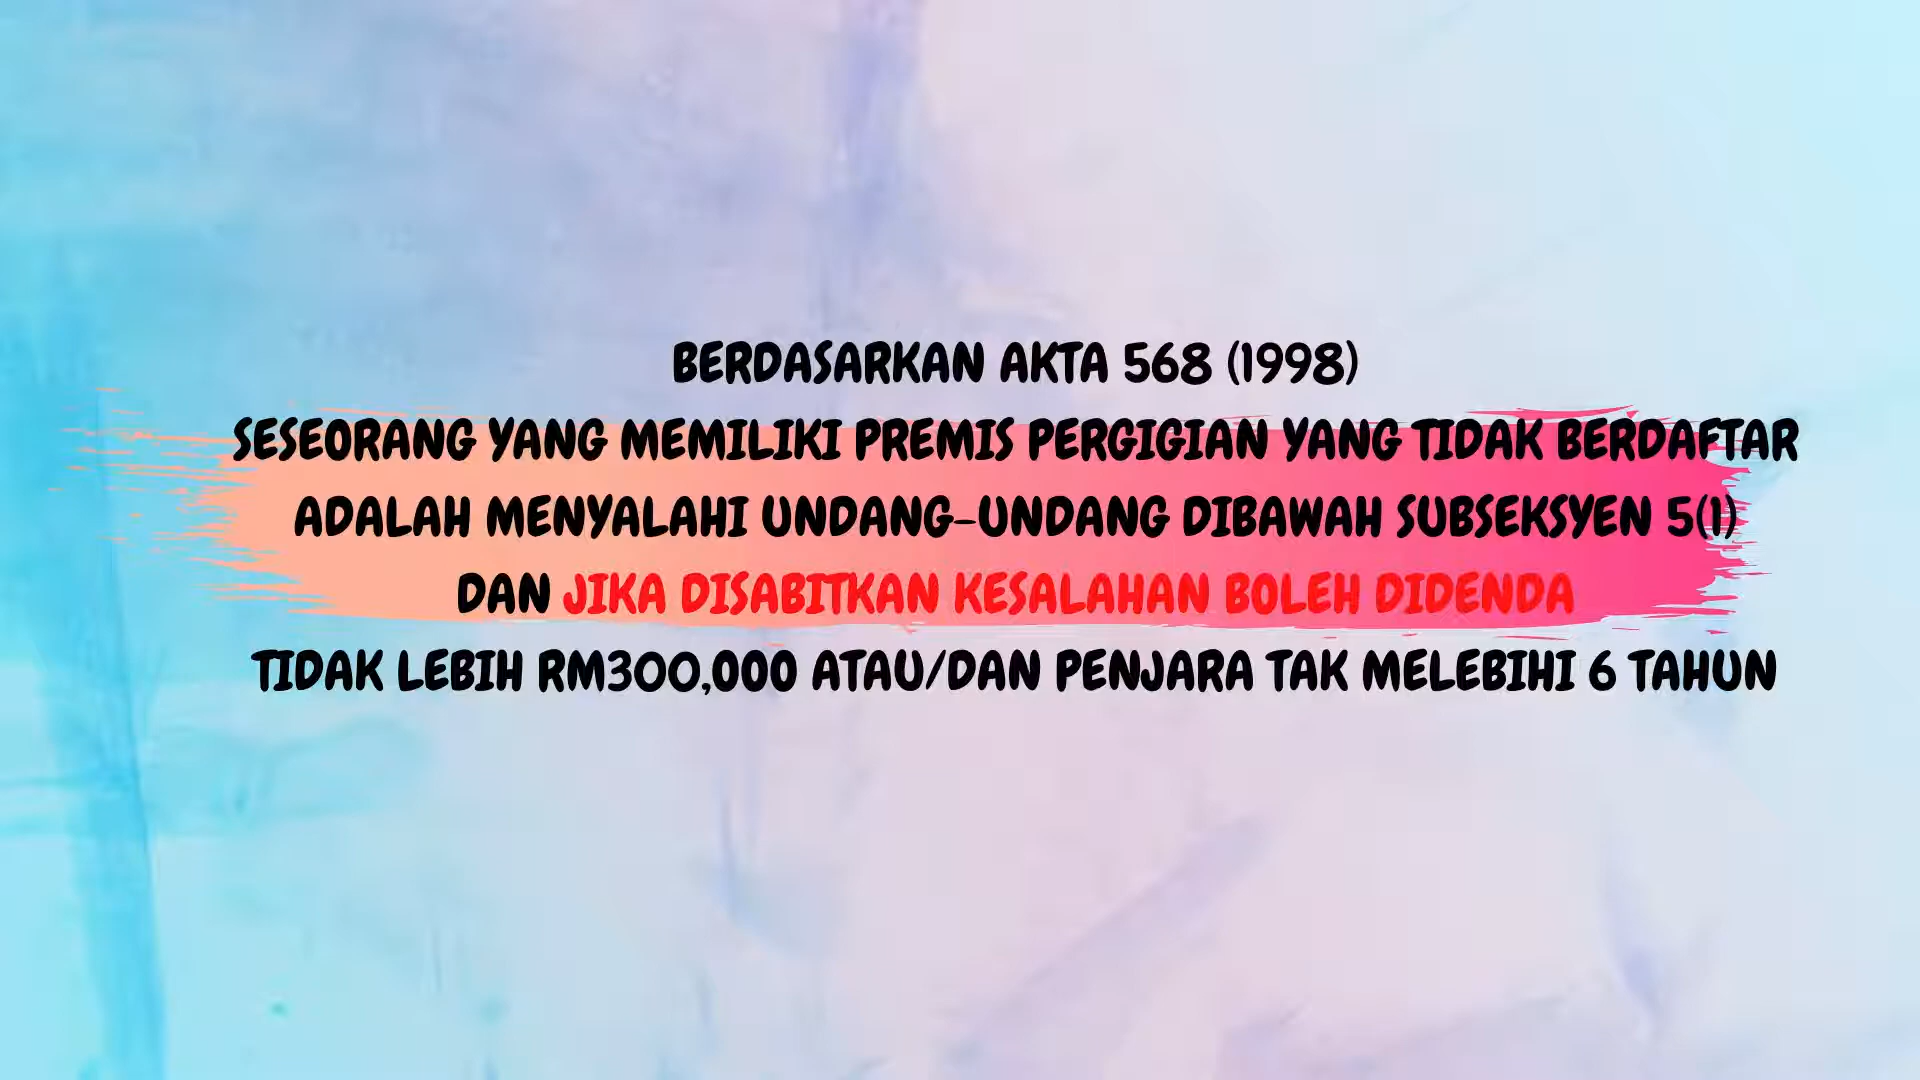 BERDASARKAN AKTA 568 (1998)
SESEORANG YANG MEMILIKI PREMIS PERGIGIAN YANG TIDAK BERDAFTAR
ADALAH MENYALAHI UNDANG-UNDANG DIBAWAH SUBSEKSYEN 5(1)
DAN JIKA DISABITKAN KESALAHAN BOLEH DIDENDA
TIDAK LEBIH RM300,000 ATAU/DAN PENJARA TAK MELEBIHI 6 TAHUN